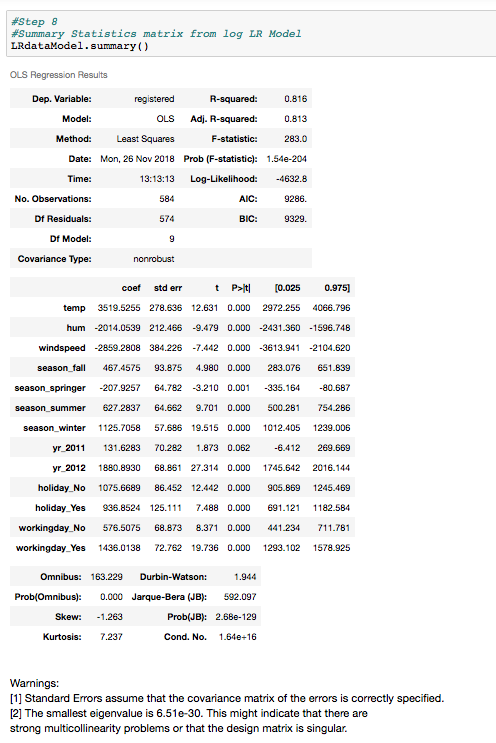 #Step 8
#Summary Statistics matrix from log LR Model
LRdataModel.summary()
OLS Regression Results
Dep. Variable: registered R-squared: 0.816
Model: OLS Adj. R-squared: 0.813
Method: Least Squares F-statistic: 283.0
Date: Mon, 26 Nov 2018 Prob (F-statistic): 1.54e-204
Time: 13:13:13 Log-Likelihood: -4632.8
No. Observations: 584 AIC: 9286.
Df Residuals: 574 BIC: 9329.
Df Model: 9
Covariance Type: nonrobust
coef std err t P>|t| [0.025 0.975]
temp 3519.5255 278.636 12.631 0.000 2972.255 4066.796
hum -2014.0539 212.466 -9.479 0.000 -2431.360 -1596.748
windspeed -2859.2808 384.226 -7.442 0.000 -3613.941 -2104.620
season_fall 467.4575 93.875 4.980 0.000 283.076 651.839
season_springer -207.9257 64.782 -3.210 0.001 -335.164 -80.687
season_summer 627.2837 64.662 9.701 0.000 500.281 754.286
season_winter 1125.7058 57.686 19.515 0.000 1012.405 1239.006
yr_2011 131.6283 70.282 1.873 0.062 -6.412 269.669
yr_2012 1880.8930 68.861 27.314 0.000 1745.642 2016.144
holiday_No 1075.6689 86.452 12.442 0.000 905.869 1245.469
holiday_Yes 936.8524 125.111 7.488 0.000 691.121 1182.584
workingday_No 576.5075 68.873 8.371 0.000 441.234 711.781
workingday_Yes 1436.0138 72.762 19.736 0.000 1293.102 1578.925
Omnibus: 163.229 Durbin-Watson: 1.944
Prob(Omnibus): 0.000 Jarque-Bera (JB): 592.097
Skew: -1.263 Prob(JB): 2.68e-129
Kurtosis: 7.237 Cond. No. 1.64e+16
Warnings:
[1] Standard Errors assume that the covariance matrix of the errors is correctly specified.
[2] The smallest eigenvalue is 6.51e-30. This might indicate that there are
strong multicollinearity problems or that the design matrix is singular.